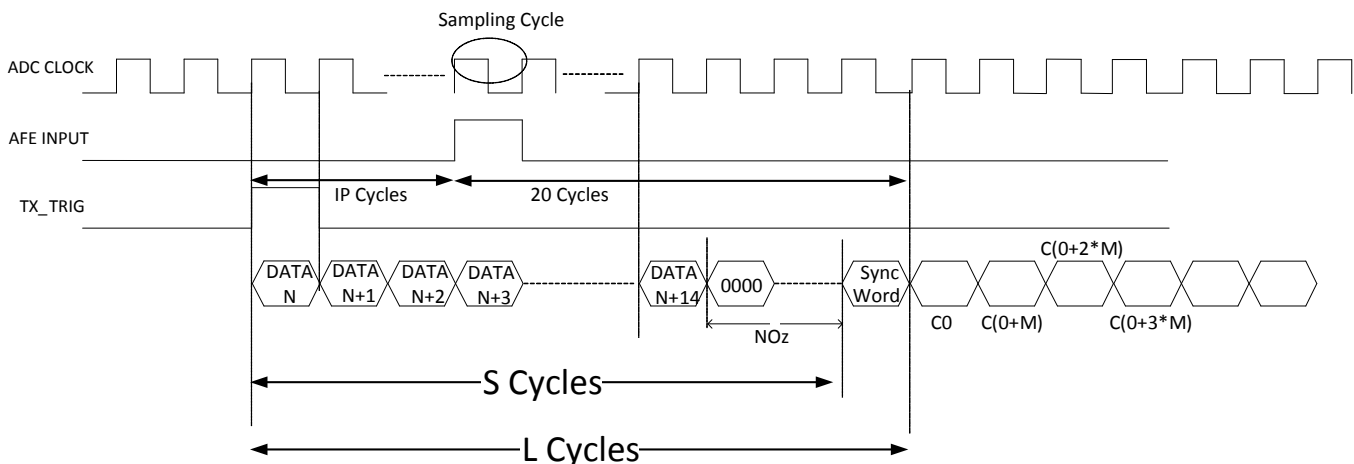 Sampling Cycle
ADC CLOCK
AFE INPUT
IP Cycles
20 Cycles
TX_TRIG
C(0+2*M)
DATA N
DATA N+1
DATA N+2
DATA N+3
DATA N+14
0000
Sync Word
C0
C(0+M)
C(0+3*M)
NOz
S Cycles
L Cycles